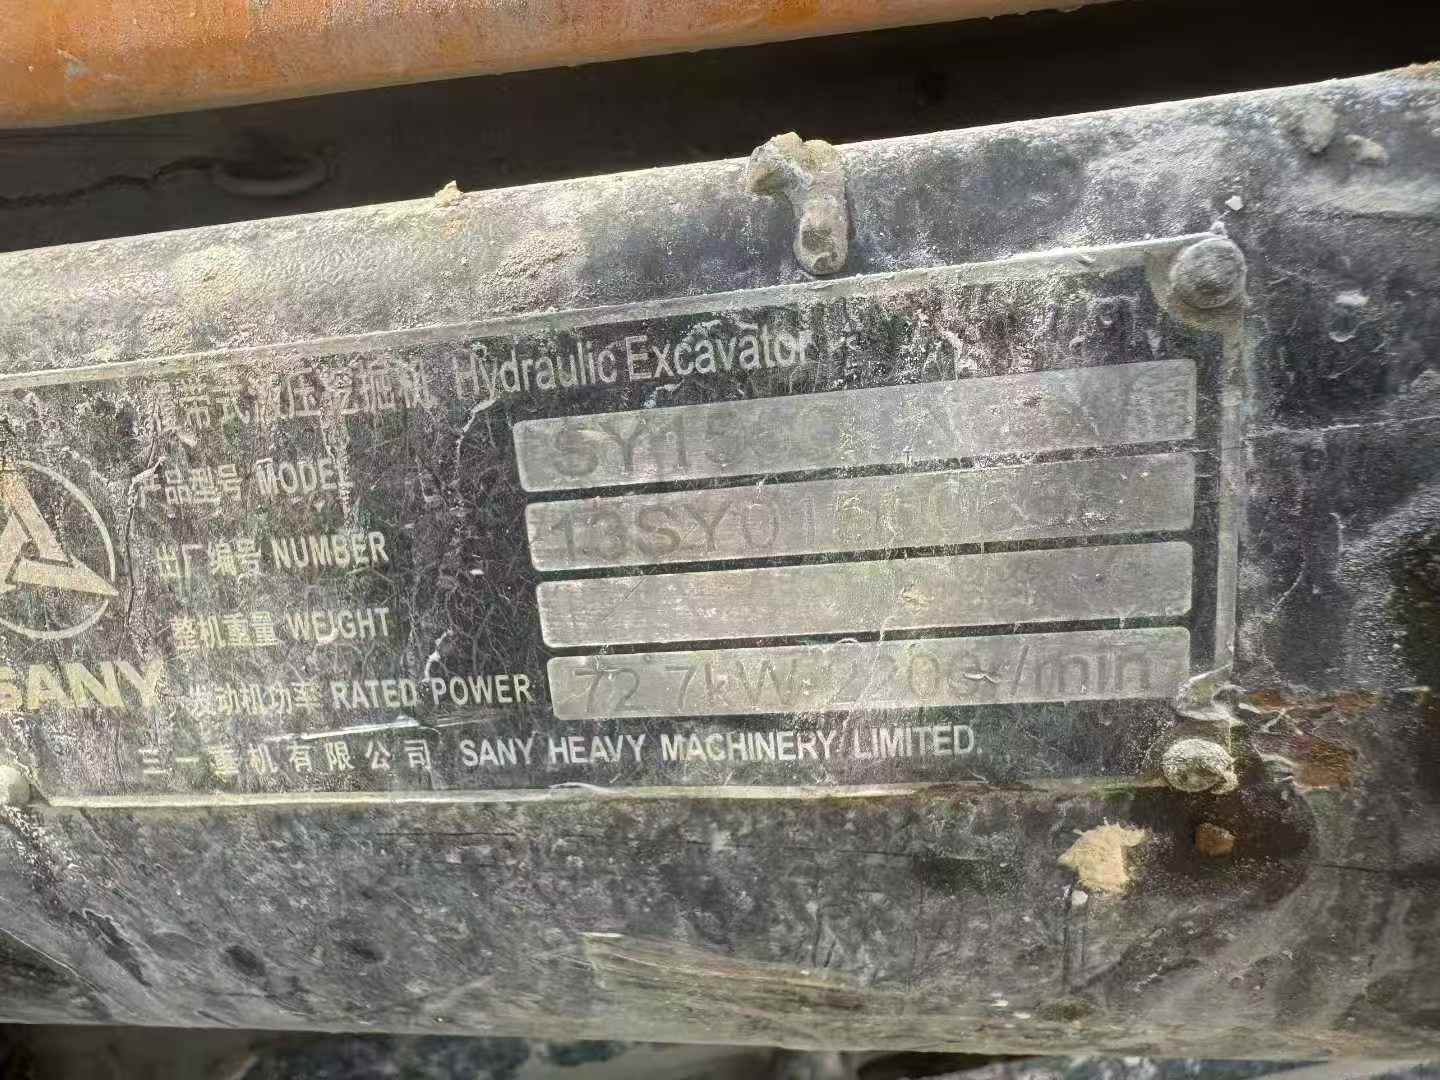 履带式液压挖掘机 Hydraulic Excavator
产品型号 MODEL
出厂编号 NUMBER
整机重量 WEIGHT
发动机功率 RATED POWER 72.7kW/2200r/min
SANY
三一重机有限公司 SANY HEAVY MACHINERY LIMITED.